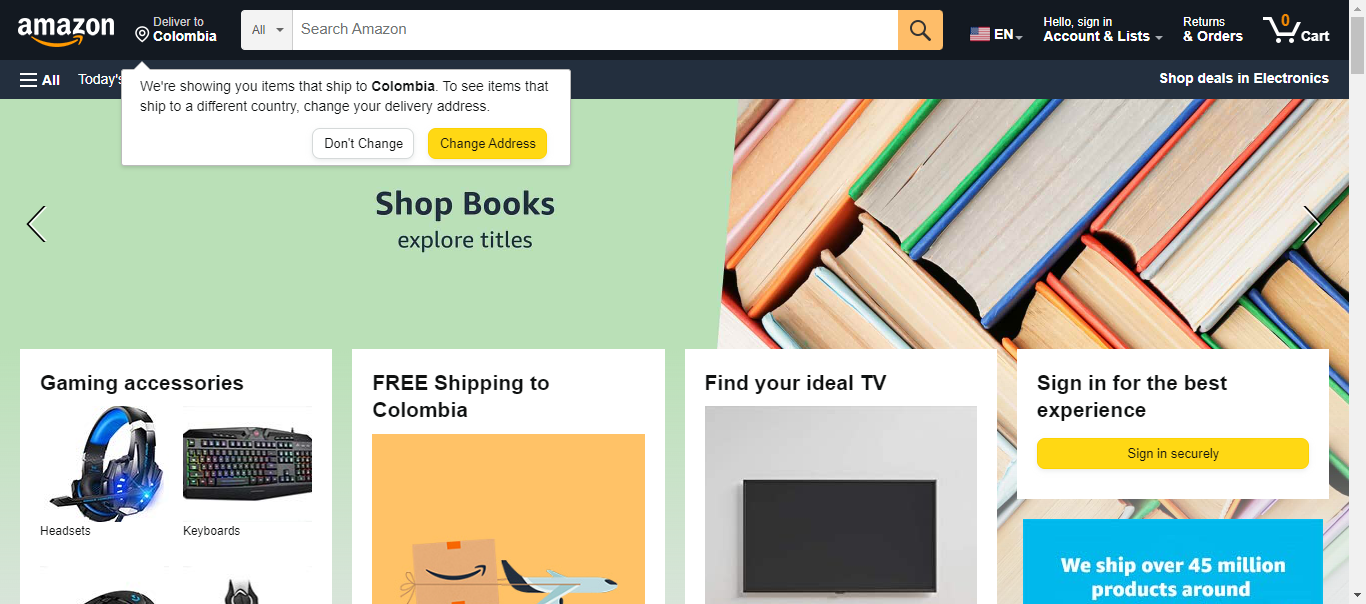 amazon
Deliver to
Colombia
All
Search Amazon
EN
Hello, sign in
Account & Lists
Returns
& Orders
0
Cart
All
Today's
Shop deals in Electronics
We're showing you items that ship to Colombia. To see items that
ship to a different country, change your delivery address.
Don't Change
Change Address
Shop Books
explore titles
Gaming accessories
Headsets
Keyboards
FREE Shipping to
Colombia
Find your ideal TV
Sign in for the best
experience
Sign in securely
We ship over 45 million
products around